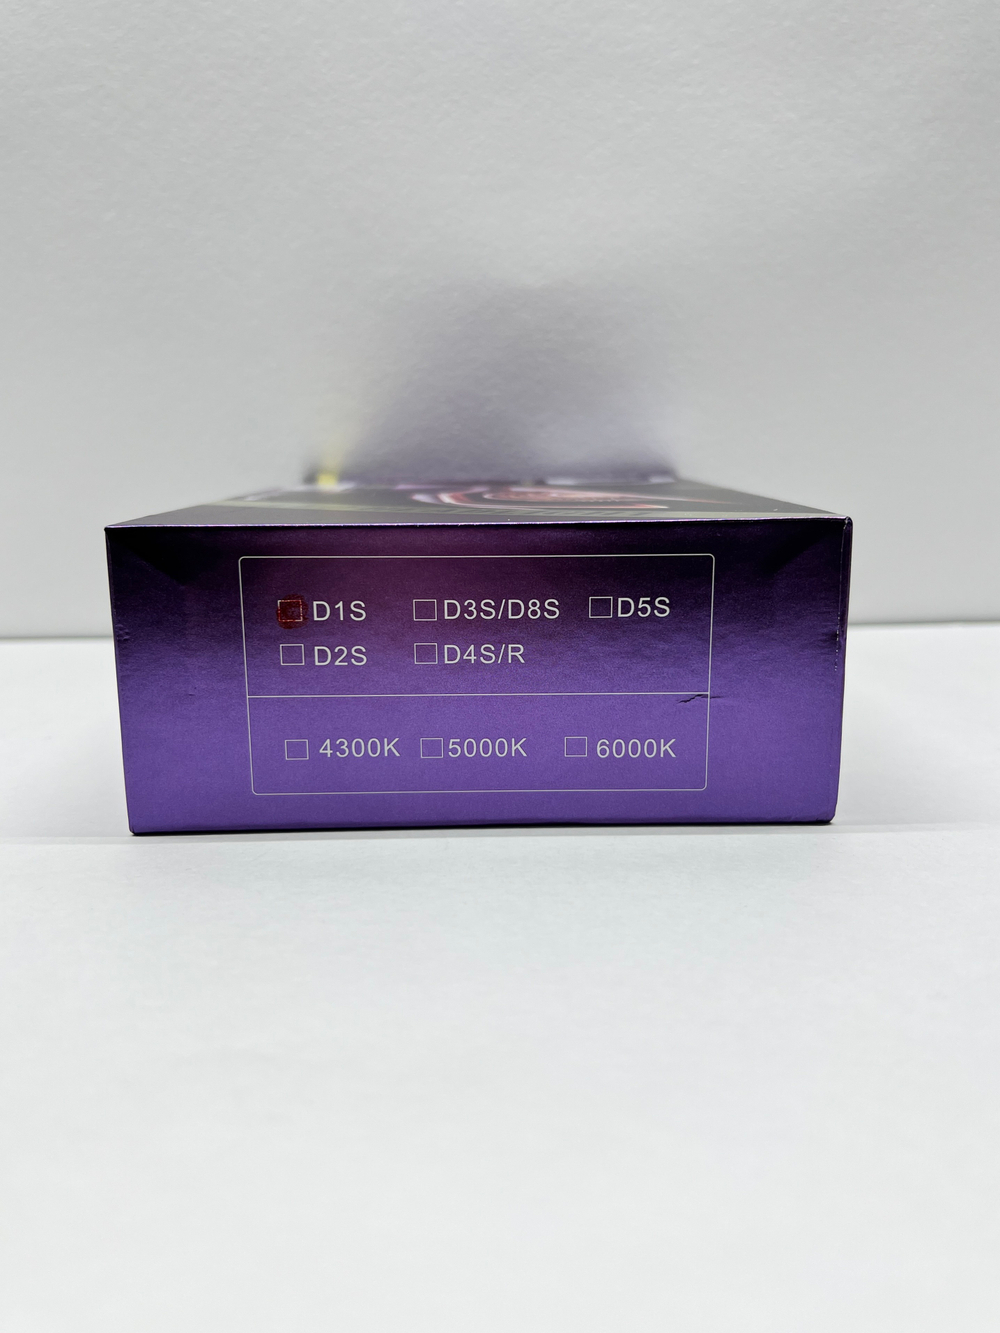 D1S D3S/D8S D5S
D2S D4S/R
4300K 5000K 6000K